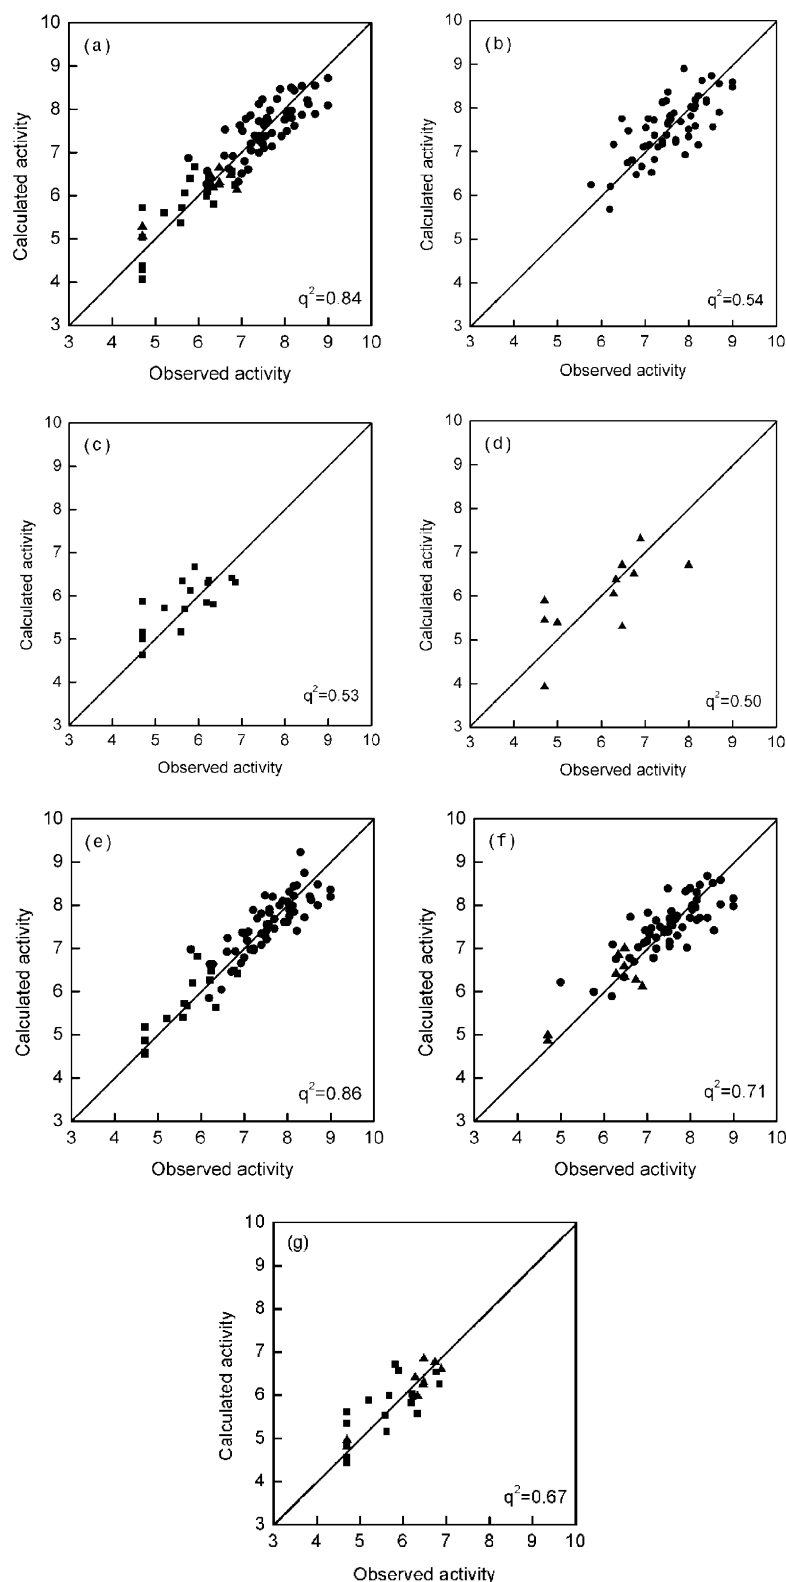 (a)
10
9
8
7
6
5
4
3
Calculated activity
q²=0.84
3 4 5 6 7 8 9 10
Observed activity
(b)
10
9
8
7
6
5
4
3
Calculated activity
q²=0.54
3 4 5 6 7 8 9 10
Observed activity
(c)
10
9
8
7
6
5
4
3
Calculated activity
q²=0.53
3 4 5 6 7 8 9 10
Observed activity
(d)
10
9
8
7
6
5
4
3
Calculated activity
q²=0.50
3 4 5 6 7 8 9 10
Observed activity
(e)
10
9
8
7
6
5
4
3
Calculated activity
q²=0.86
3 4 5 6 7 8 9 10
Observed activity
(f)
10
9
8
7
6
5
4
3
Calculated activity
q²=0.71
3 4 5 6 7 8 9 10
Observed activity
(g)
10
9
8
7
6
5
4
3
Calculated activity
q²=0.67
3 4 5 6 7 8 9 10
Observed activity